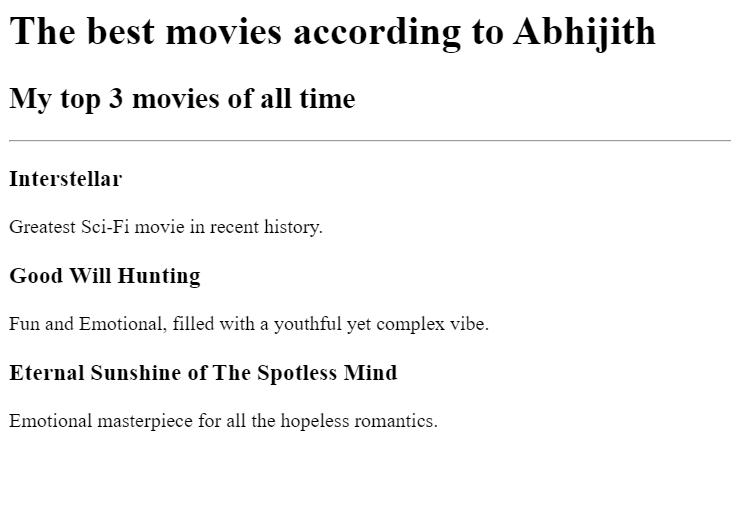 The best movies according to Abhijith
My top 3 movies of all time
Interstellar
Greatest Sci-Fi movie in recent history.
Good Will Hunting
Fun and Emotional, filled with a youthful yet complex vibe.
Eternal Sunshine of The Spotless Mind
Emotional masterpiece for all the hopeless romantics.